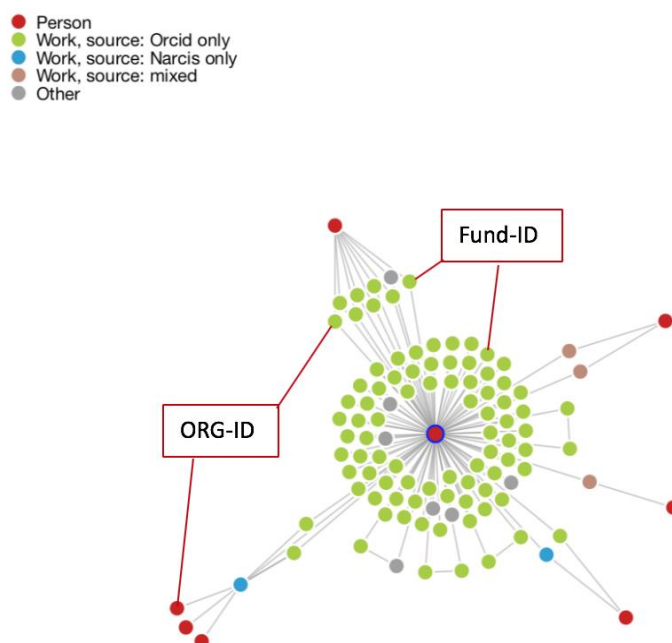 Person
Work, source: Orcid only
Work, source: Narcis only
Work, source: mixed
Other
Fund-ID
ORG-ID